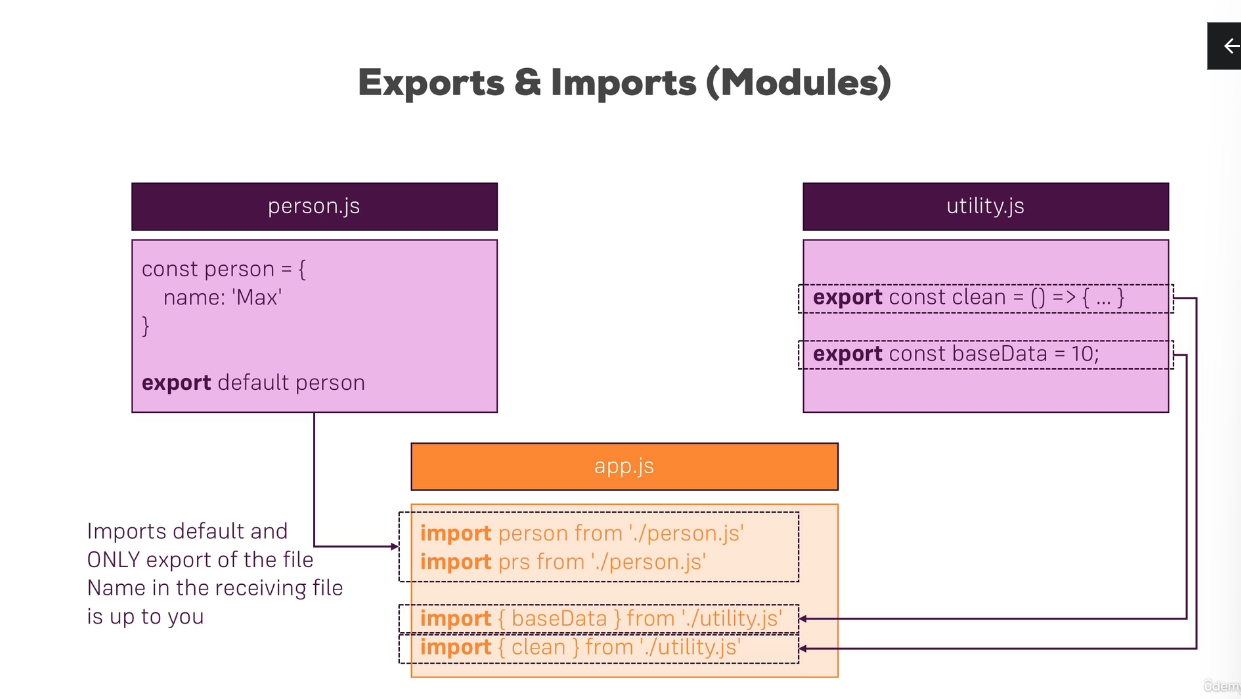 Exports & Imports (Modules)
person.js
const person = {
name: 'Max'
}
export default person
utility.js
export const clean = () => { ... }
export const baseData = 10;
app.js
import person from './person.js'
import prs from './person.js'
import { baseData } from './utility.js'
import { clean } from './utility.js'
Imports default and
ONLY export of the file
Name in the receiving file
is up to you